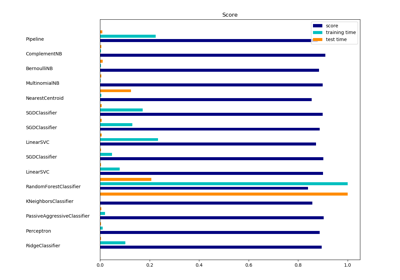 Score
score
training time
test time
Pipeline
ComplementNB
BernoulliNB
MultinomialNB
NearestCentroid
SGDClassifier
SGDClassifier
LinearSVC
SGDClassifier
LinearSVC
RandomForestClassifier
KNeighborsClassifier
PassiveAggressiveClassifier
Perceptron
RidgeClassifier
0.0 0.2 0.4 0.6 0.8 1.0